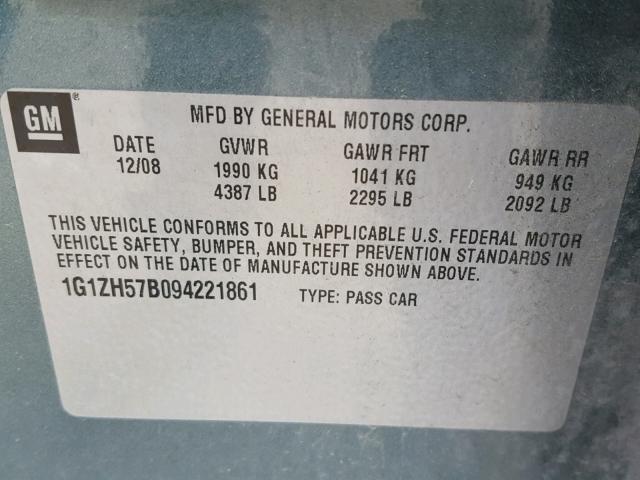 GM ®
MFD BY GENERAL MOTORS CORP.
DATE GVWR GAWR FRT GAWR RR
12/08 1990 KG 1041 KG 949 KG
4387 LB 2295 LB 2092 LB
THIS VEHICLE CONFORMS TO ALL APPLICABLE U.S. FEDERAL MOTOR
VEHICLE SAFETY, BUMPER, AND THEFT PREVENTION STANDARDS IN
EFFECT ON THE DATE OF MANUFACTURE SHOWN ABOVE.
1G1ZH57B094221861 TYPE: PASS CAR